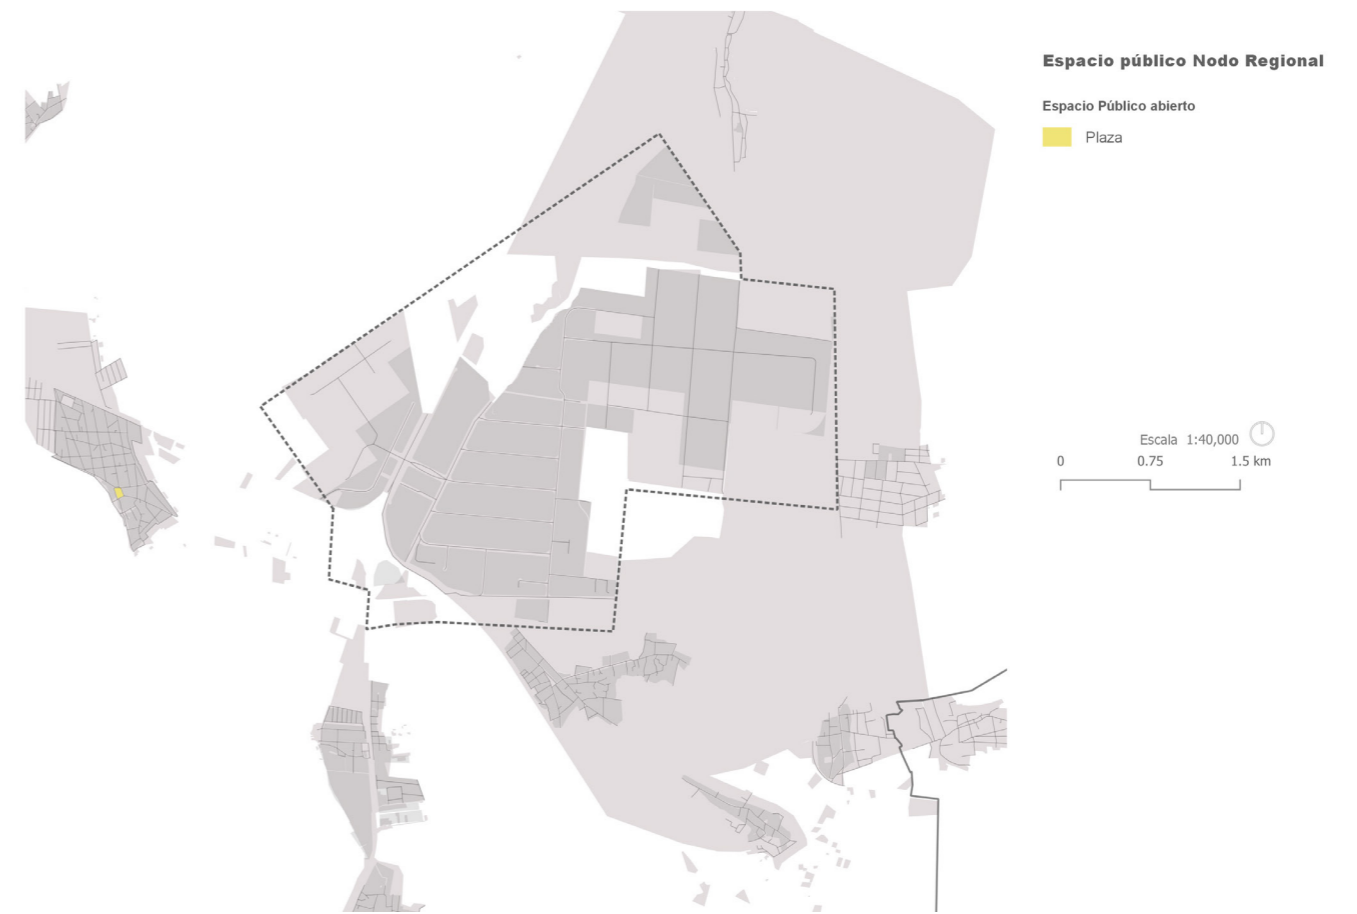 Espacio público Nodo Regional
Espacio Público abierto
Plaza
Escala 1:40,000
0 0.75 1.5 km